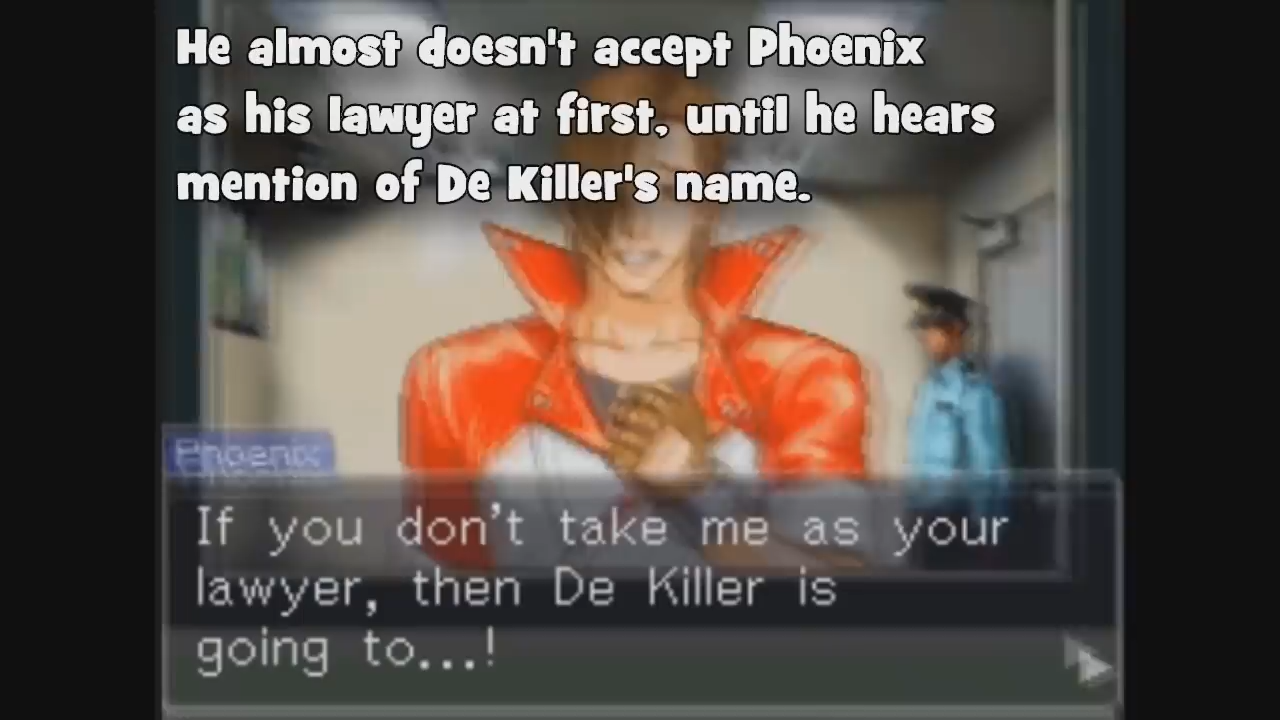 He almost doesn't accept Phoenix
as his lawyer at first, until he hears
mention of De Killer's name.
Phoenix
If you don't take me as your
lawyer, then De Killer is
going to...!